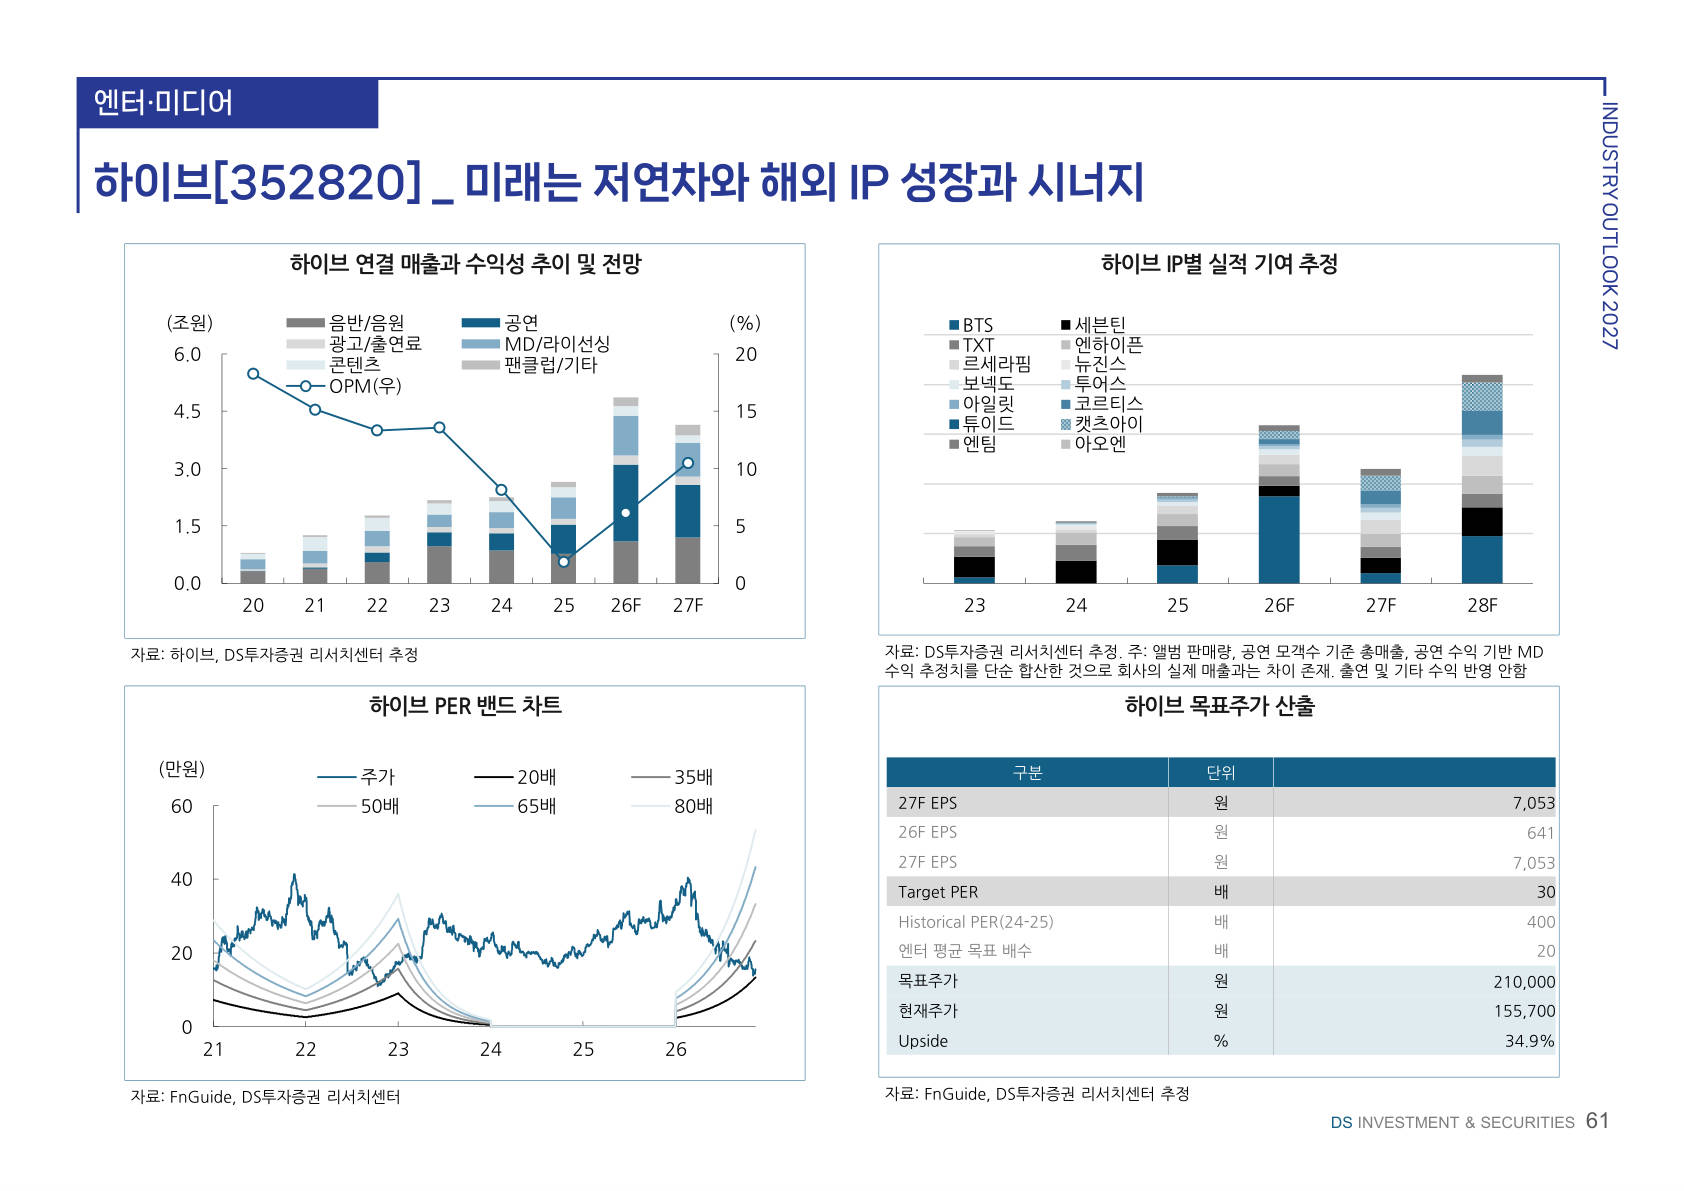 엔터·미디어
INDUSTRY OUTLOOK 2027
하이브[352820] _ 미래는 저연차와 해외 IP 성장과 시너지
하이브 연결 매출과 수익성 추이 및 전망
(조원)
(%)
음반/음원 공연
광고/출연료 MD/라이선싱
콘텐츠 팬클럽/기타
OPM(우)
6.0
4.5
3.0
1.5
0.0
20
15
10
5
0
20 21 22 23 24 25 26F 27F
자료: 하이브, DS투자증권 리서치센터 추정
하이브 IP별 실적 기여 추정
BTS 세븐틴
TXT 엔하이픈
르세라핌 뉴진스
보넥도 투어스
아일릿 코르티스
튜이드 캣츠아이
엔팀 아오엔
23 24 25 26F 27F 28F
자료: DS투자증권 리서치센터 추정. 주: 앨범 판매량, 공연 모객수 기준 총매출, 공연 수익 기반 MD
수익 추정치를 단순 합산한 것으로 회사의 실제 매출과는 차이 존재. 출연 및 기타 수익 반영 안함
하이브 PER 밴드 차트
(만원)
주가 20배 35배
50배 65배 80배
60
40
20
0
21 22 23 24 25 26
자료: FnGuide, DS투자증권 리서치센터
하이브 목표주가 산출
구분 단위
27F EPS 원 7,053
26F EPS 원 641
27F EPS 원 7,053
Target PER 배 30
Historical PER(24-25) 배 400
엔터 평균 목표 배수 배 20
목표주가 원 210,000
현재주가 원 155,700
Upside % 34.9%
자료: FnGuide, DS투자증권 리서치센터 추정
DS INVESTMENT & SECURITIES 61